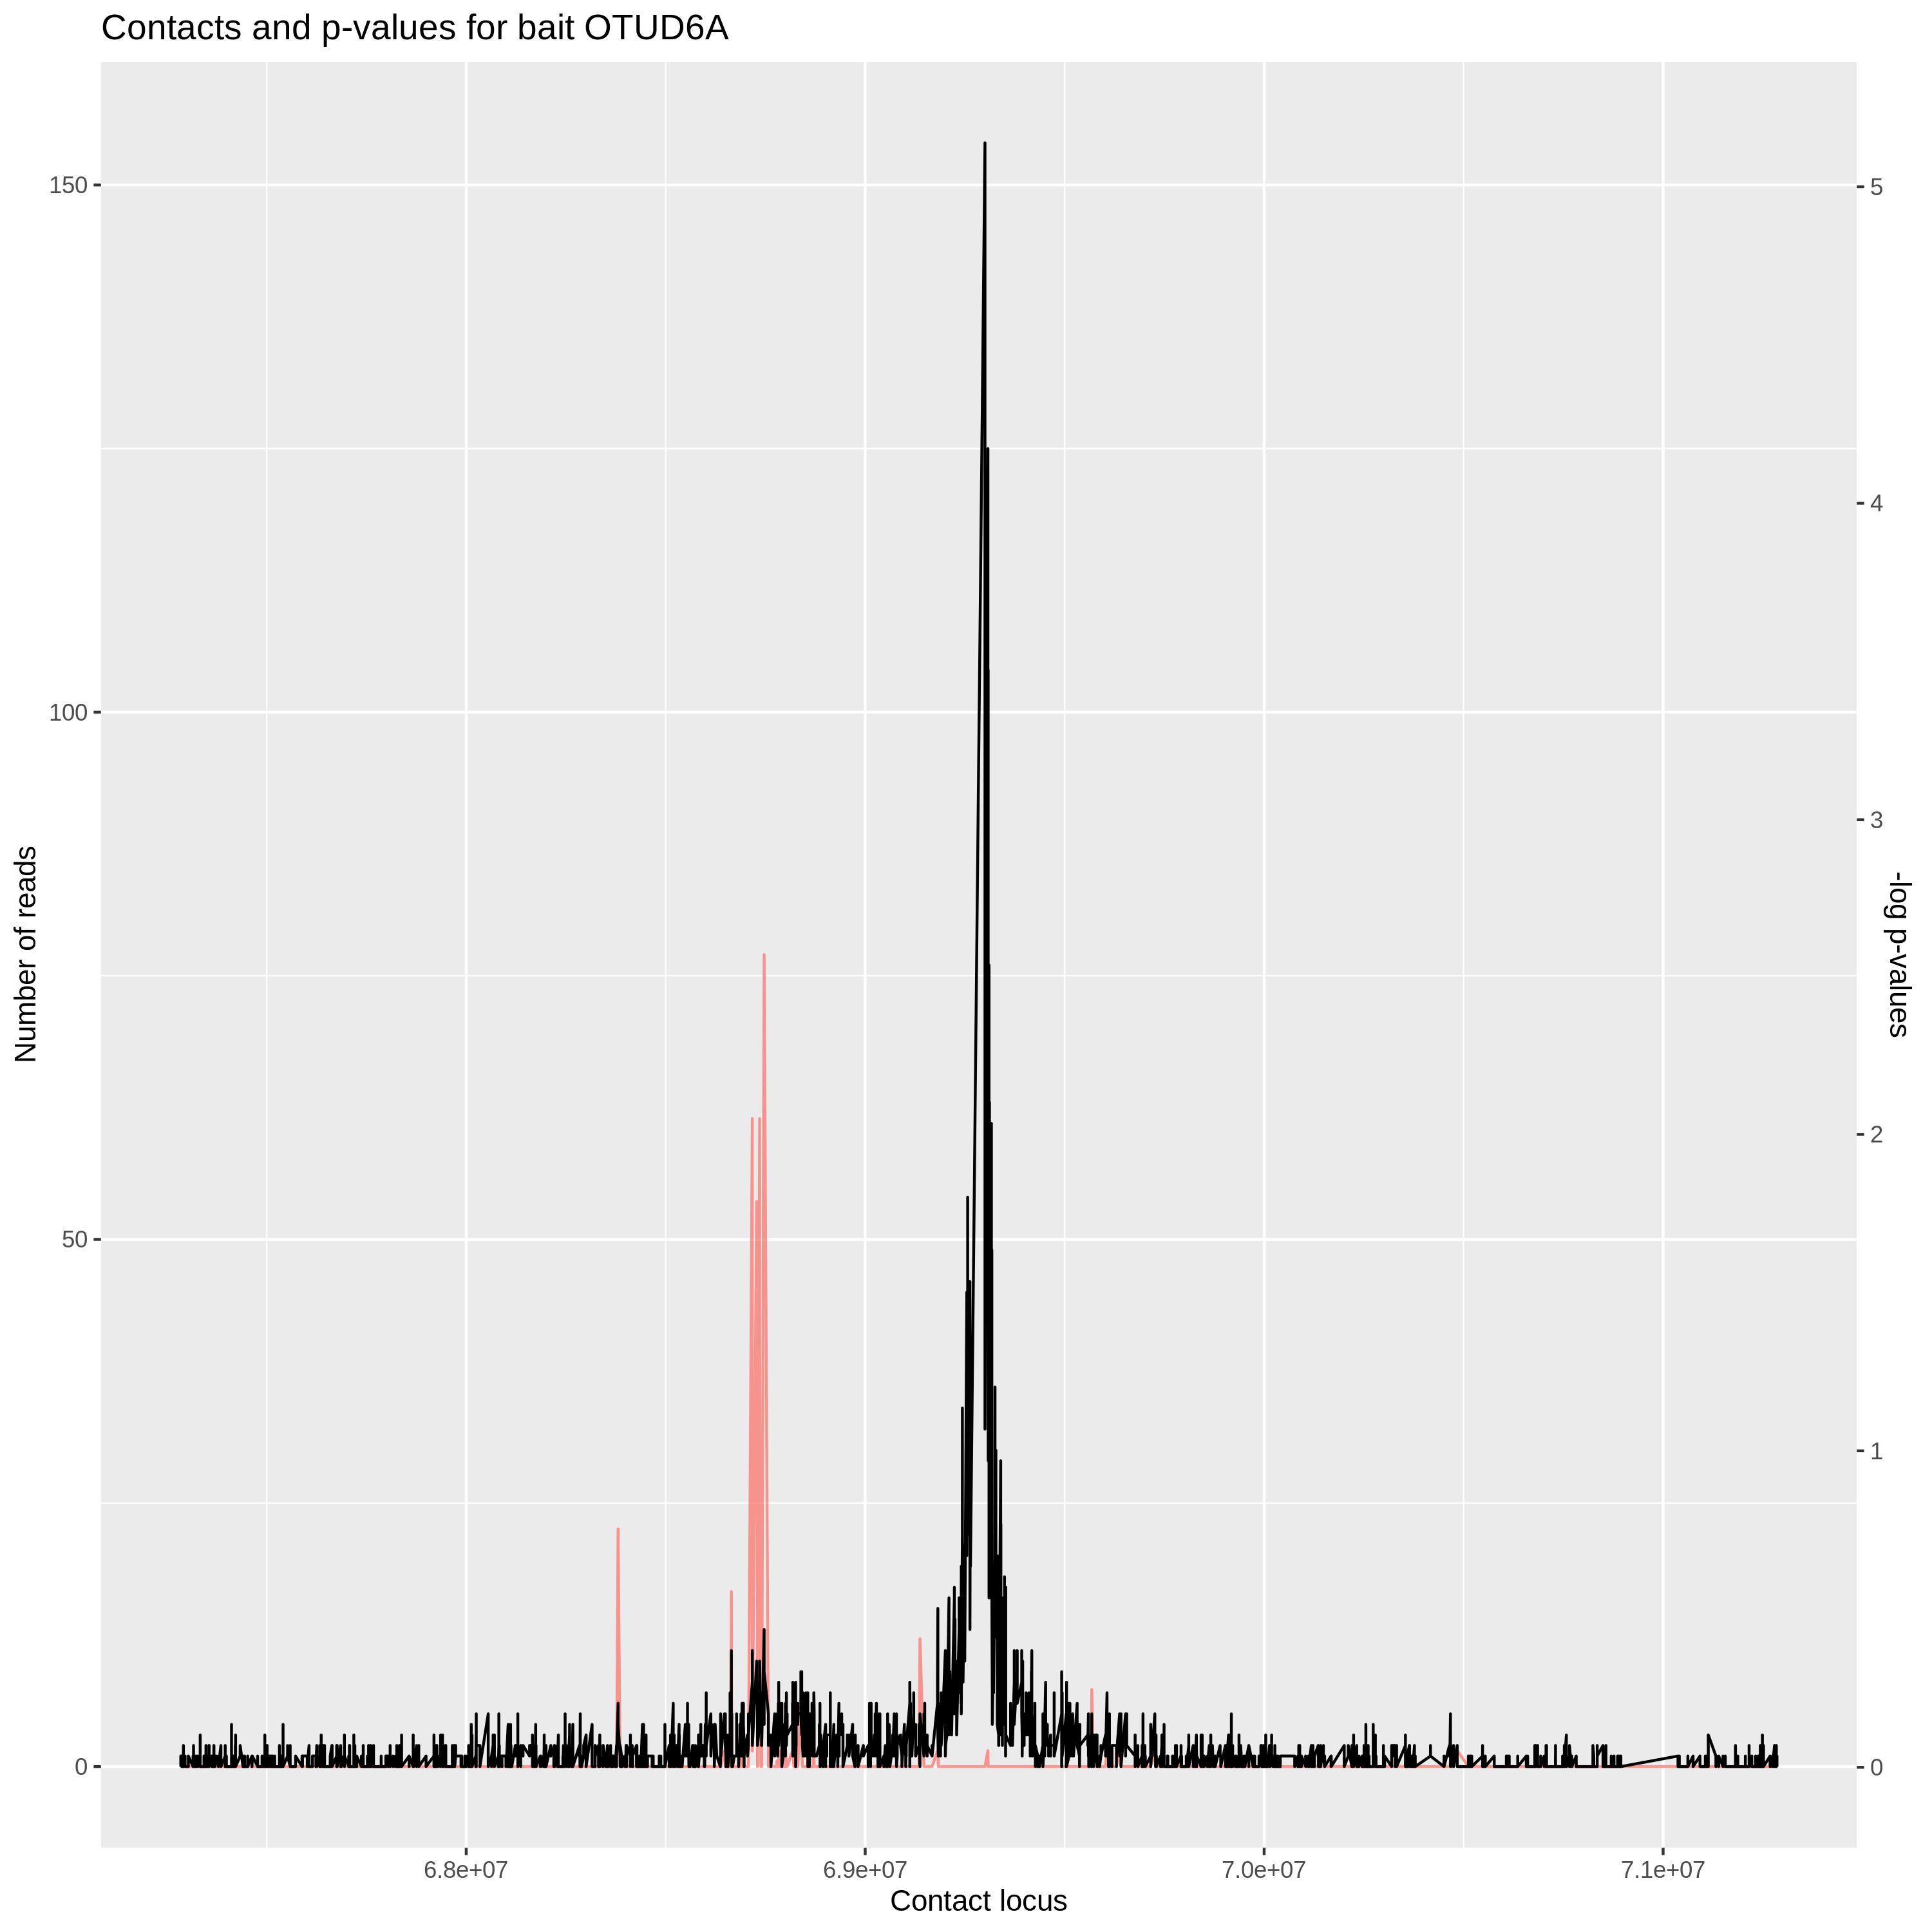 Contacts and p-values for bait OTUD6A
150
100
50
0
Number of reads
5
4
3
2
1
0
-log p-values
6.8e+07
6.9e+07
7.0e+07
7.1e+07
Contact locus